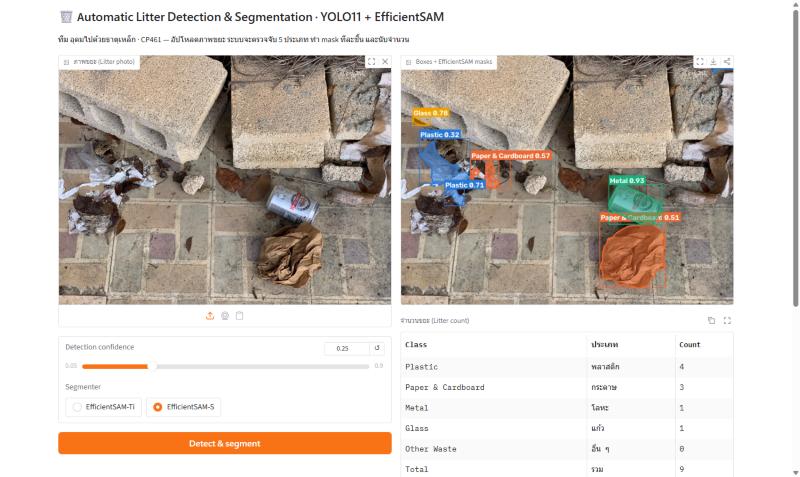 Automatic Litter Detection & Segmentation · YOLO11 + EfficientSAM
ทีม อุดมไปด้วยธาตุเหล็ก · CP461 — อัปโหลดภาพขยะ ระบบจะตรวจจับ 5 ประเภท ทำ mask ทีละชิ้น และนับจำนวน
ภาพขยะ (Litter photo)
Boxes + EfficientSAM masks
Glass 0.78
Plastic 0.32
Paper & Cardboard 0.57
Plastic 0.71
Metal 0.93
Paper & Cardboard 0.51
Detection confidence
0.25
0.05
0.9
Segmenter
EfficientSAM-Ti
EfficientSAM-S
Detect & segment
จำนวนขยะ (Litter count)
Class ประเภท Count
Plastic พลาสติก 4
Paper & Cardboard กระดาษ 3
Metal โลหะ 1
Glass แก้ว 1
Other Waste อื่น ๆ 0
Total รวม 9